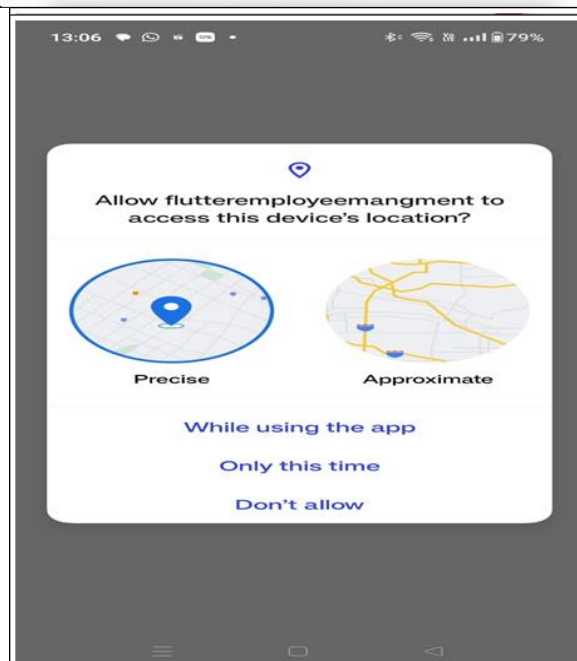 13:06
79%
Allow flutteremployeemangment to
access this device's location?
Precise Approximate
While using the app
Only this time
Don't allow